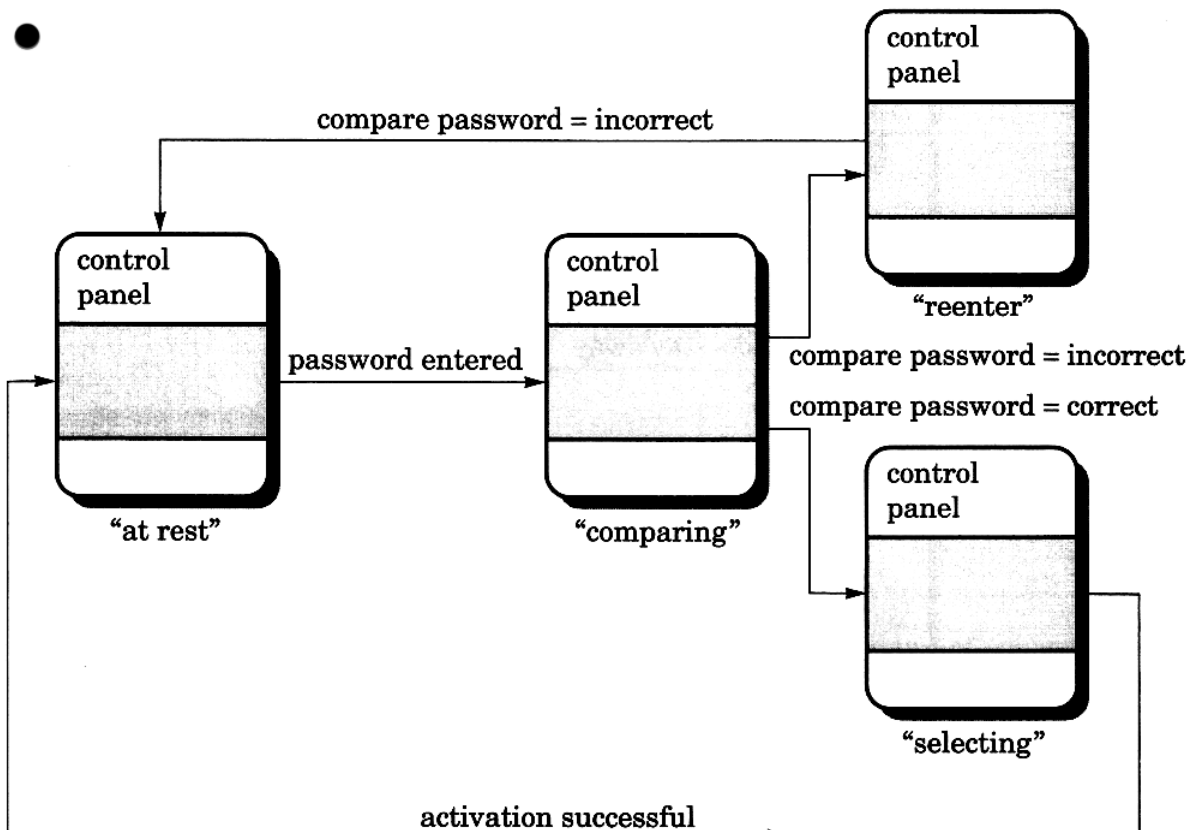 control
panel
compare password = incorrect
control
panel
control
panel
“reenter”
password entered
compare password = incorrect
compare password = correct
control
panel
“at rest”
“comparing”
“selecting”
activation successful